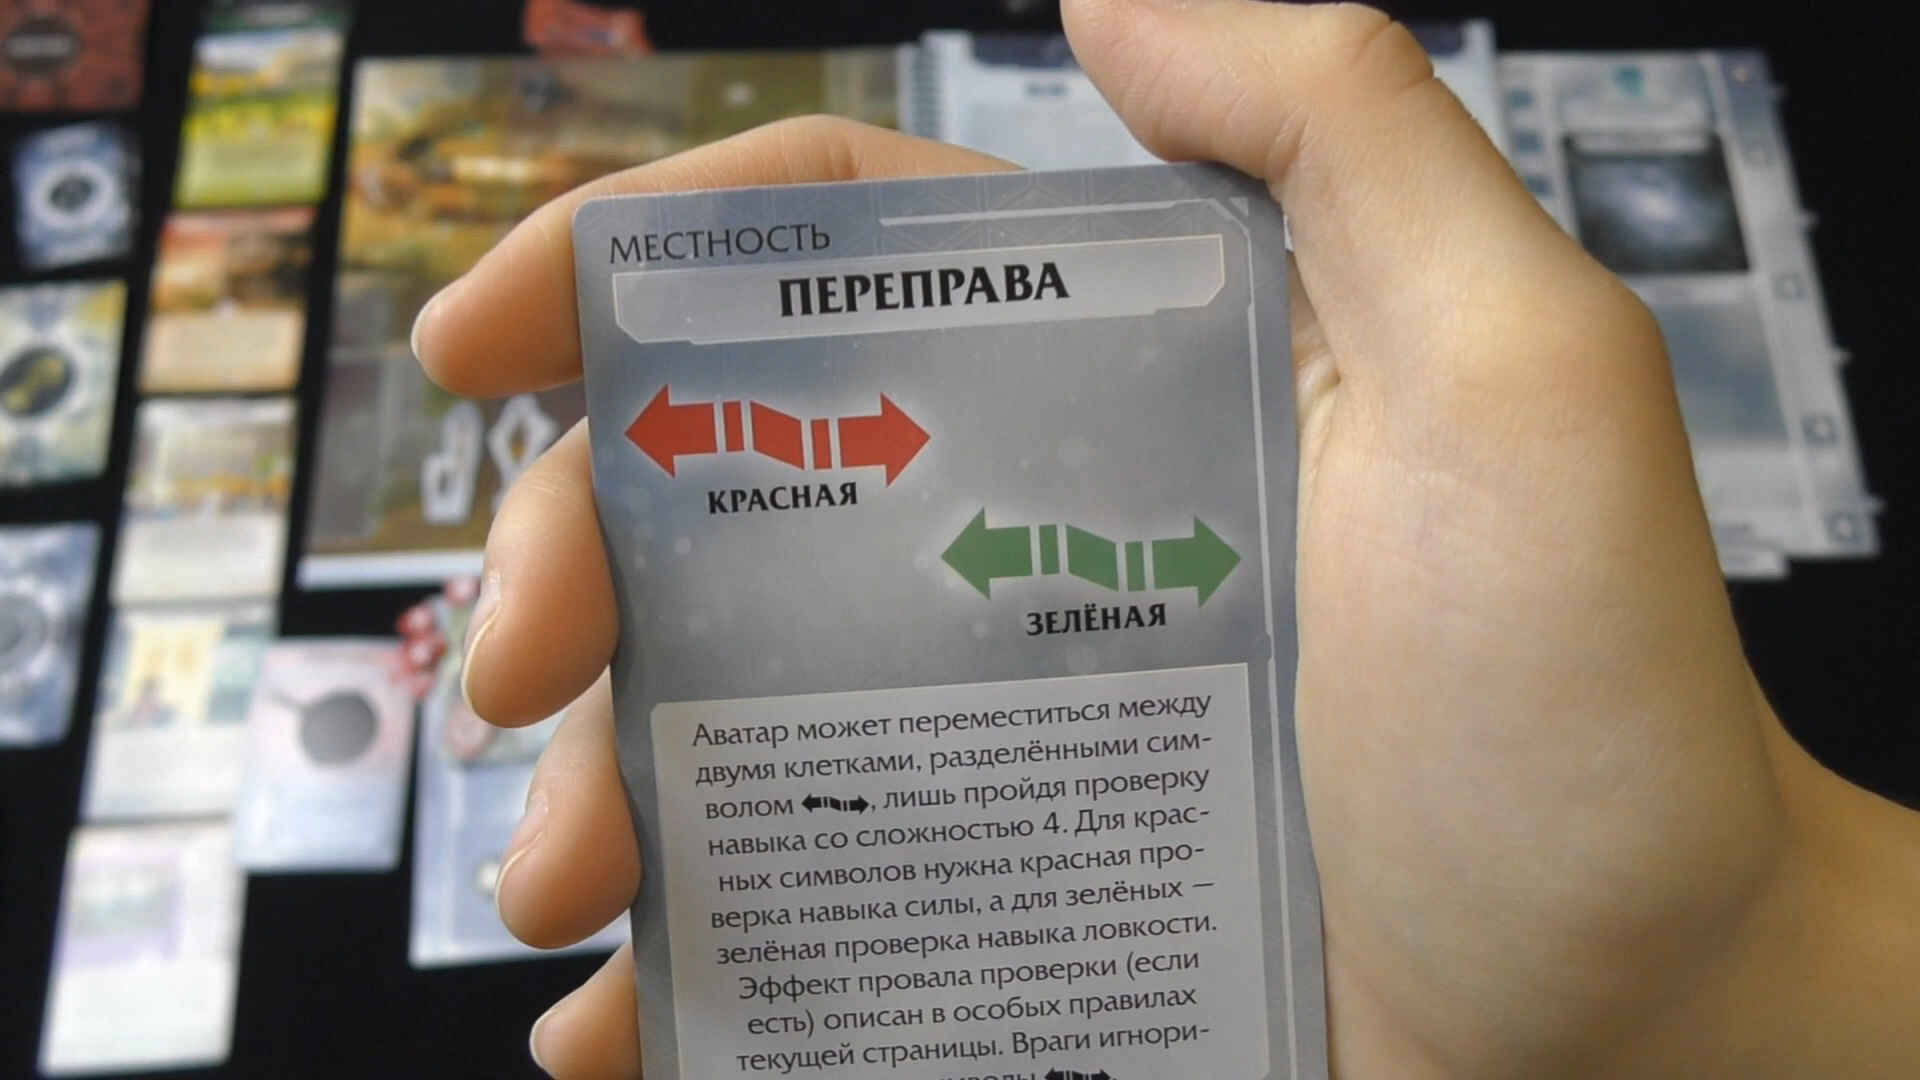 МЕСТНОСТЬ
ПЕРЕПРАВА
КРАСНАЯ
ЗЕЛЁНАЯ
Аватар может переместиться между
двумя клетками, разделёнными сим-
волом , лишь пройдя проверку
навыка со сложностью 4. Для крас-
ных символов нужна красная про-
верка навыка силы, а для зелёных —
зелёная проверка навыка ловкости.
Эффект провала проверки (если
есть) описан в особых правилах
текущей страницы. Враги игнори-